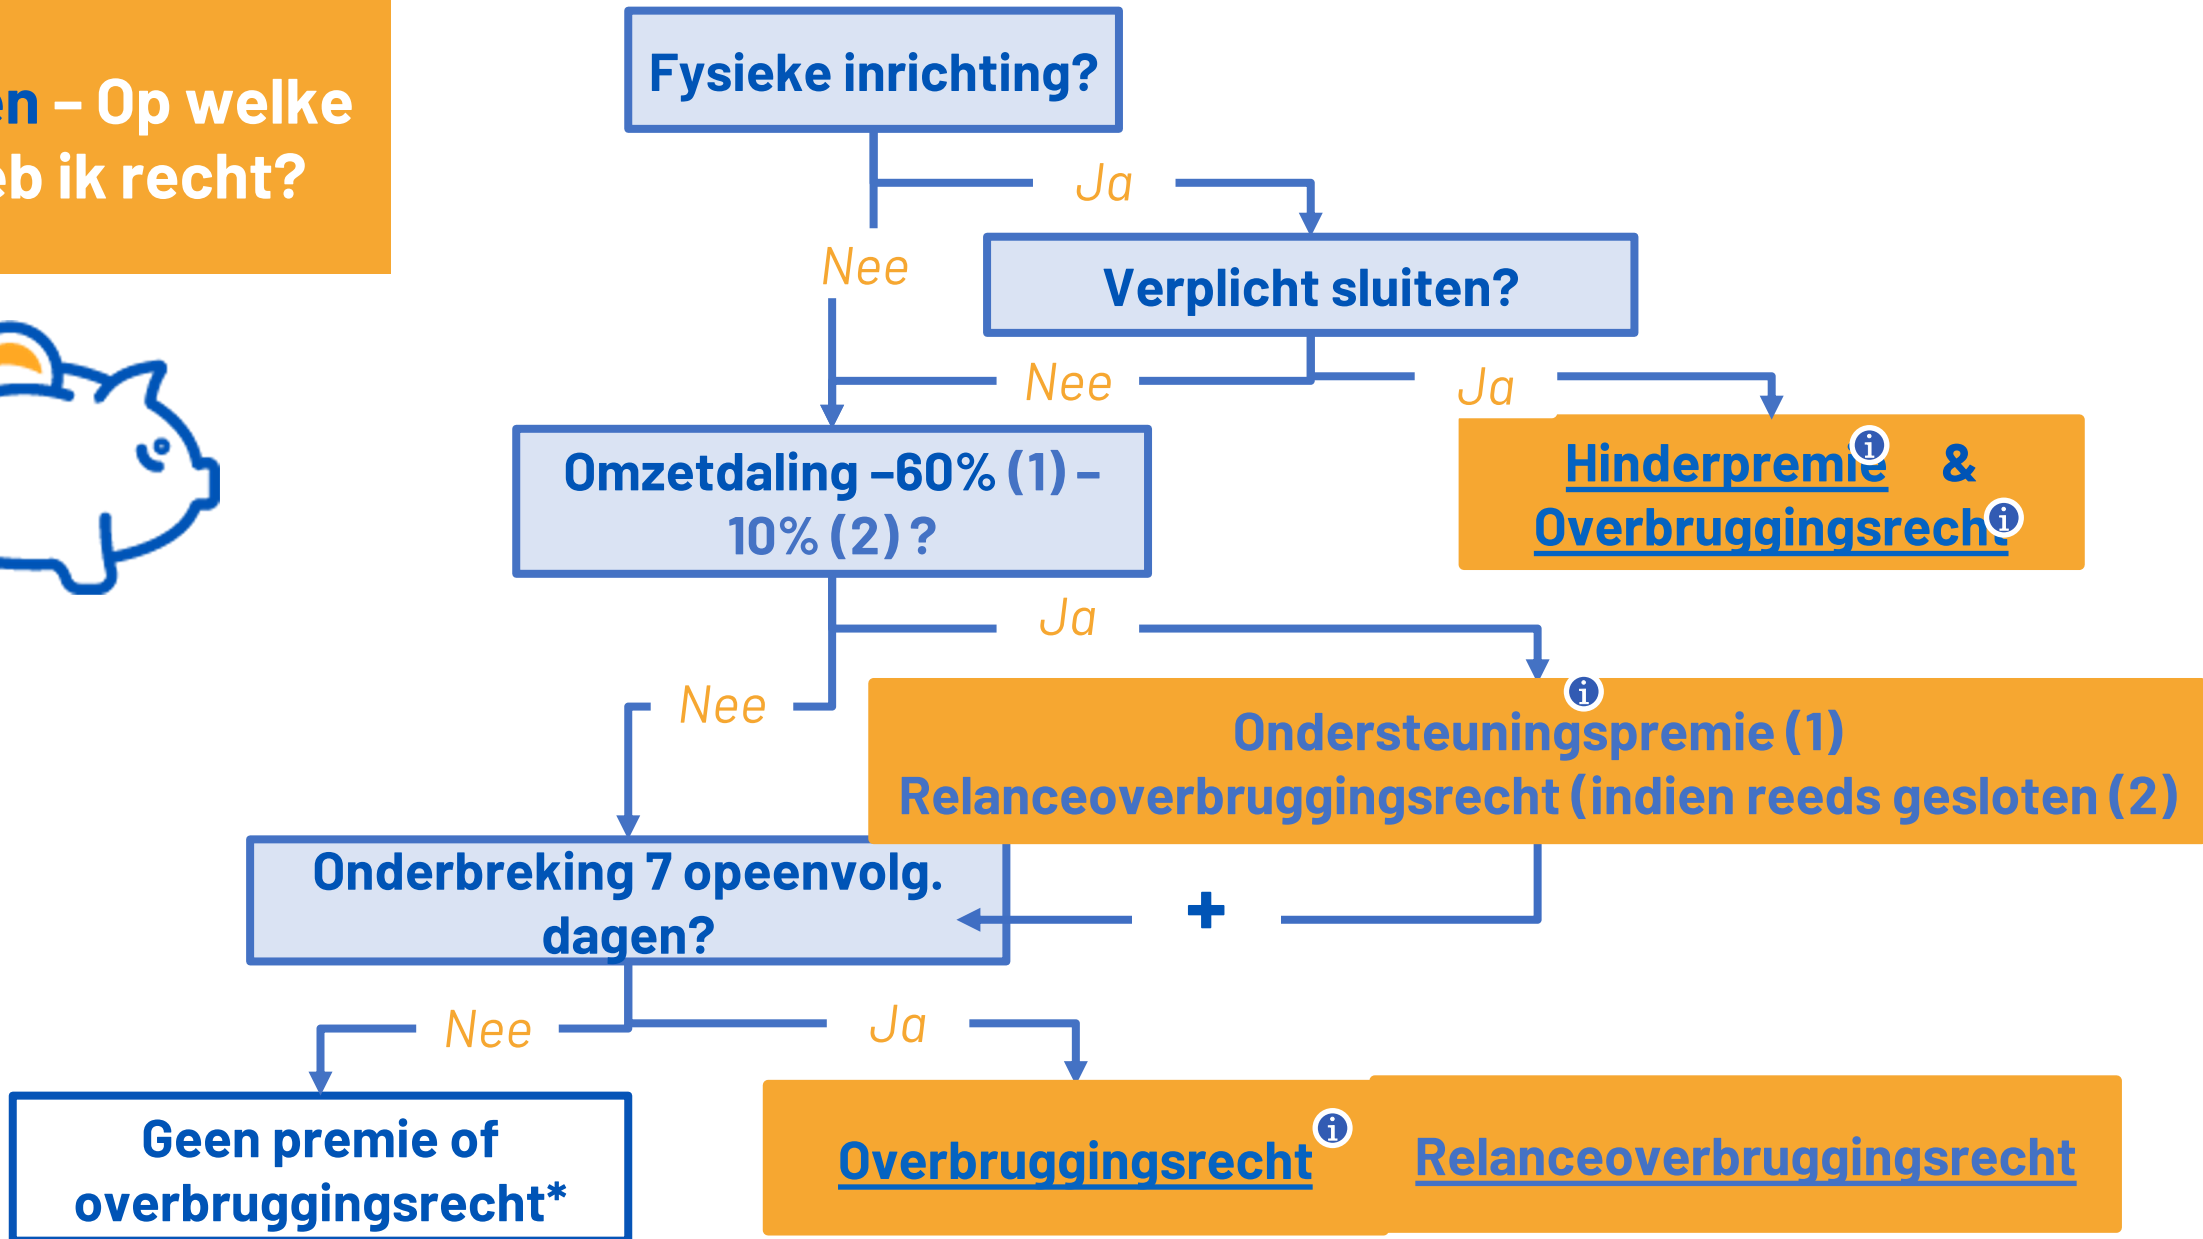 Fysieke inrichting?
en – Op welke
eb ik recht?
Ja
Nee
Verplicht sluiten?
Nee
Ja
Omzetdaling –60% (1) –
10% (2) ?
Hinderpremie &
Overbruggingsrecht
Ja
Nee
Ondersteuningspremie (1)
Relanceoverbruggingsrecht (indien reeds gesloten (2)
Onderbreking 7 opeenvolg.
dagen?
+
Nee
Ja
Geen premie of
overbruggingsrecht*
Overbruggingsrecht
Relanceoverbruggingsrecht